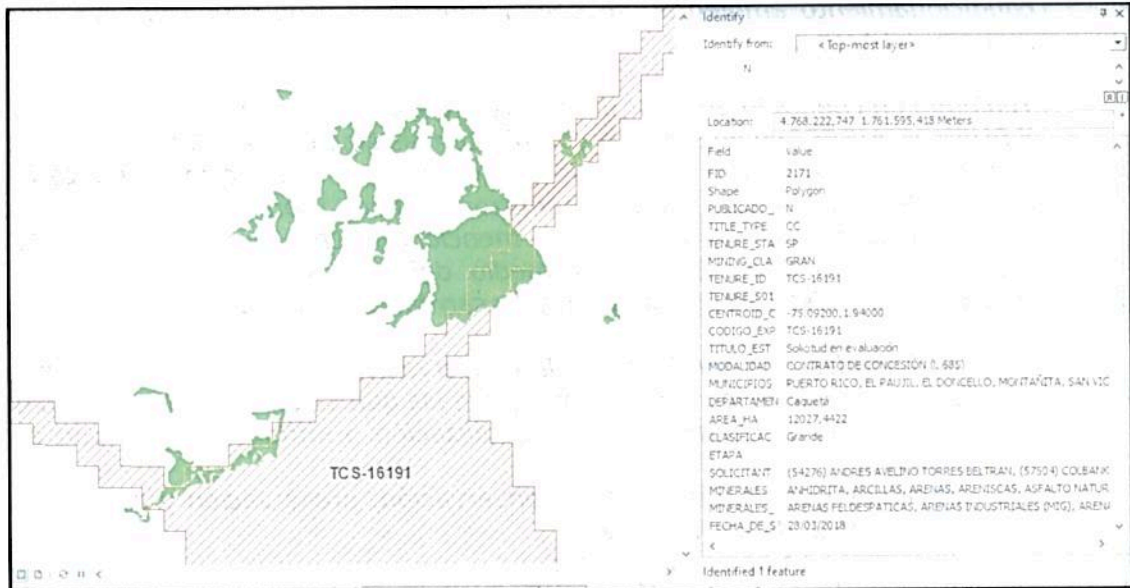 TCS-16191
Identify
Identify from: <Top-most layer>
N
Location: 4.768.222,747 1.761.595,418 Meters
Field Value
FID 2171
Shape Polygon
PUBLICADO_ N
TITLE_TYPE CC
TENURE_STA SP
MINING_CLA GRAN
TENURE_ID TCS-16191
TENURE_S01
CENTROID_C -75.09200,1.94000
CODIGO_EXP TCS-16191
TITULO_EST Solicitud en evaluación
MODALIDAD CONTRATO DE CONCESIÓN (L 685)
MUNICIPIOS PUERTO RICO, EL PAUJIL, EL DONCELLO, MONTAÑITA, SAN VIC
DEPARTAMEN Caquetá
AREA_HA 12027,4422
CLASIFICAC Grande
ETAPA
SOLICITANT (54276) ANDRES AVELINO TORRES BELTRAN, (57504) COLBANK
MINERALES ANHIDRITA, ARCILLAS, ARENAS, ARENISCAS, ASFALTO NATUR
MINERALES_ ARENAS FELDESPATICAS, ARENAS INDUSTRIALES (MIG), ARENA
FECHA_DE_S 28/03/2018
Identified 1 feature